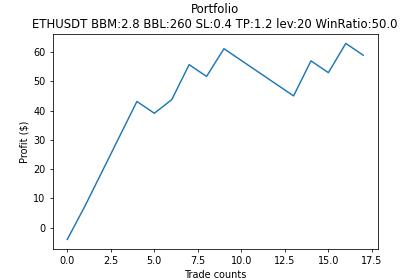 Portfolio
ETHUSDT BBM:2.8 BBL:260 SL:0.4 TP:1.2 lev:20 WinRatio:50.0
60
50
40
30
20
10
0
Profit ($)
0.0 2.5 5.0 7.5 10.0 12.5 15.0 17.5
Trade counts